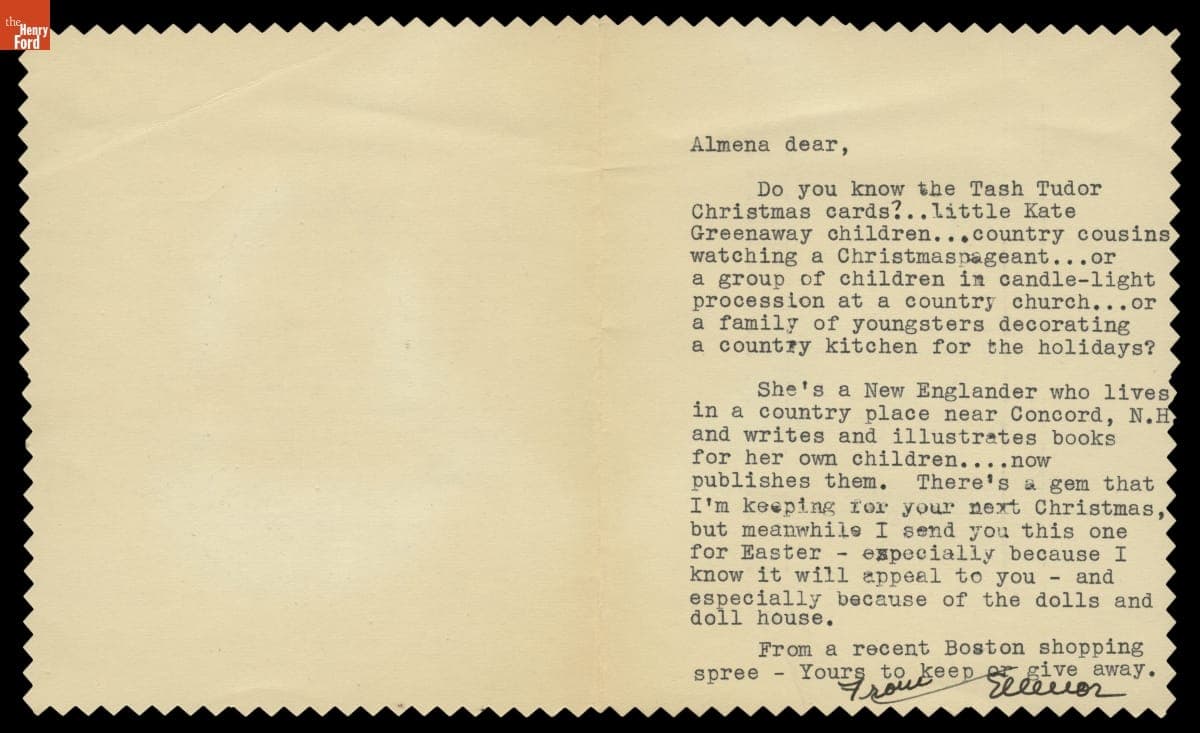 the
Henry
Ford
Almena dear,
Do you know the Tash Tudor
Christmas cards?..little Kate
Greenaway children...country cousins
watching a Christmaspageant...or
a group of children in candle-light
procession at a country church...or
a family of youngsters decorating
a country kitchen for the holidays?
She's a New Englander who lives
in a country place near Concord, N.H.
and writes and illustrates books
for her own children....now
publishes them. There's a gem that
I'm keeping for your next Christmas,
but meanwhile I send you this one
for Easter - especially because I
know it will appeal to you - and
especially because of the dolls and
doll house.
From a recent Boston shopping
spree - Yours to keep or give away.
From Ellenor